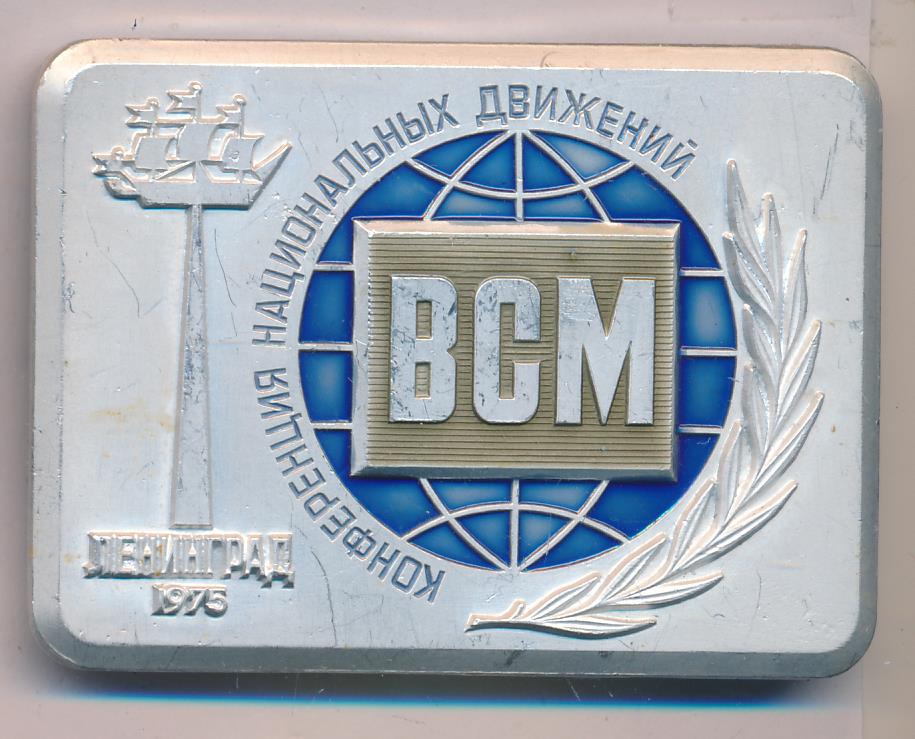 КОНФЕРЕНЦИЯ НАЦИОНАЛЬНЫХ ДВИЖЕНИЙ
ВСМ
ЛЕНИНГРАД
1975